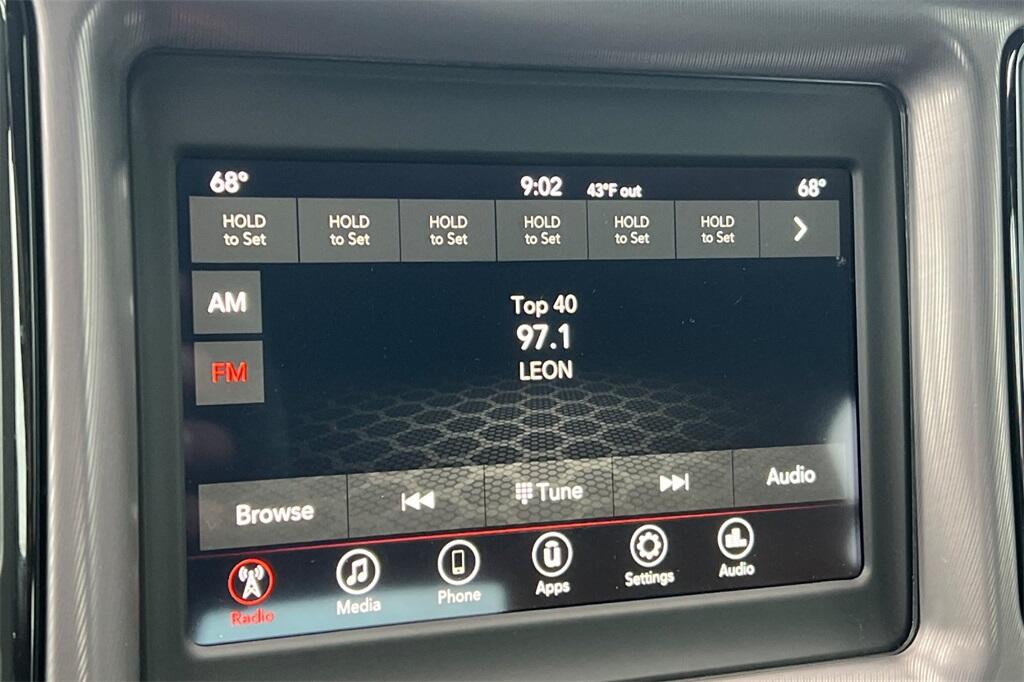 68° 9:02 43°F out 68°
HOLD HOLD HOLD HOLD HOLD HOLD
to Set to Set to Set to Set to Set to Set
AM
Top 40
97.1
FM
LEON
Browse Tune Audio
Radio Media Phone Apps Settings Audio